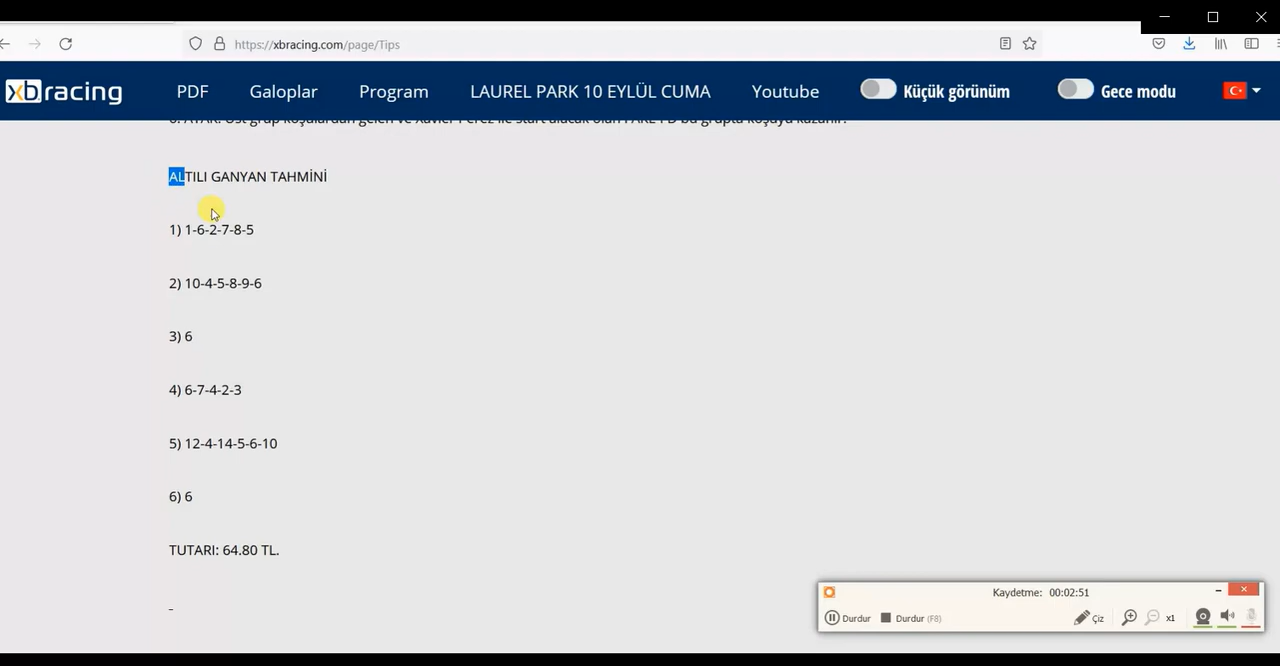 https://xbracing.com/page/Tips
xbracing PDF Galoplar Program LAUREL PARK 10 EYLÜL CUMA Youtube Küçük görünüm Gece modu
ALTILI GANYAN TAHMİNİ
1) 1-6-2-7-8-5
2) 10-4-5-8-9-6
3) 6
4) 6-7-4-2-3
5) 12-4-14-5-6-10
6) 6
TUTARI: 64.80 TL.
-
Kaydetme: 00:02:51
Durdur Durdur (F8) Çiz x1